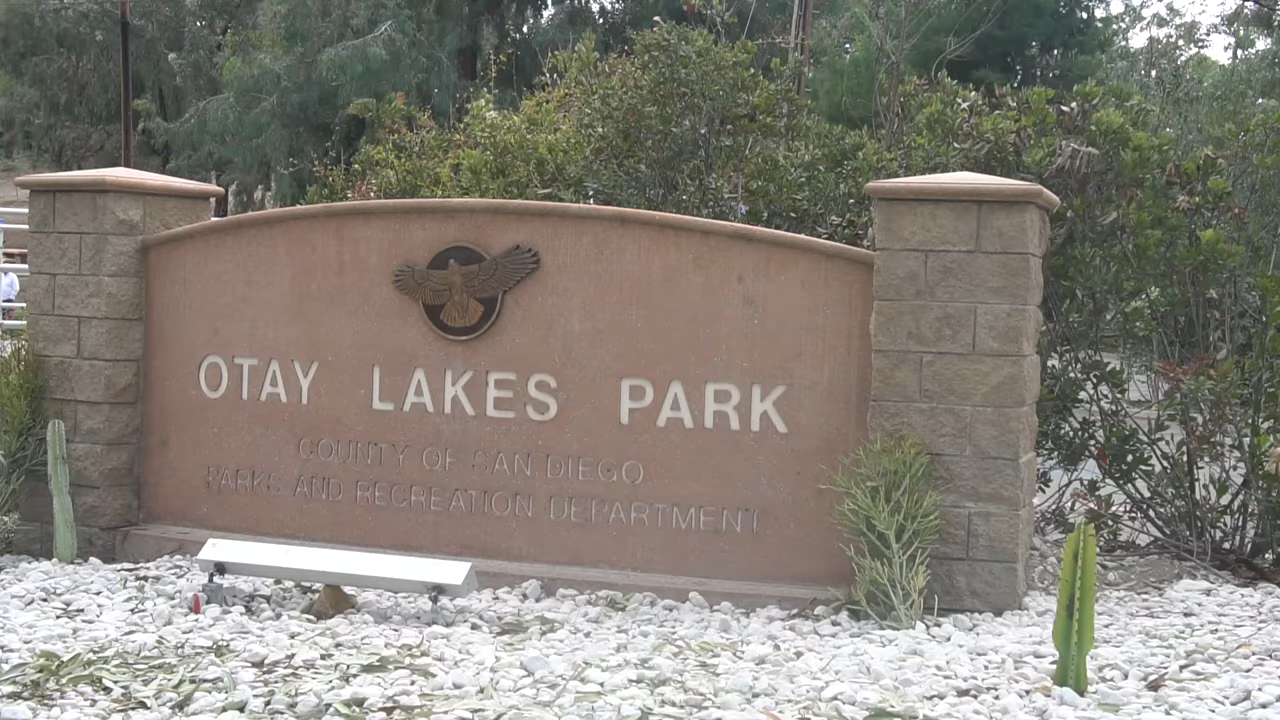 OTAY LAKES PARK
COUNTY OF SAN DIEGO
PARKS AND RECREATION DEPARTMENT